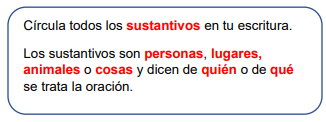 Círcula todos los sustantivos en tu escritura.
Los sustantivos son personas, lugares,
animales o cosas y dicen de quién o de qué
se trata la oración.